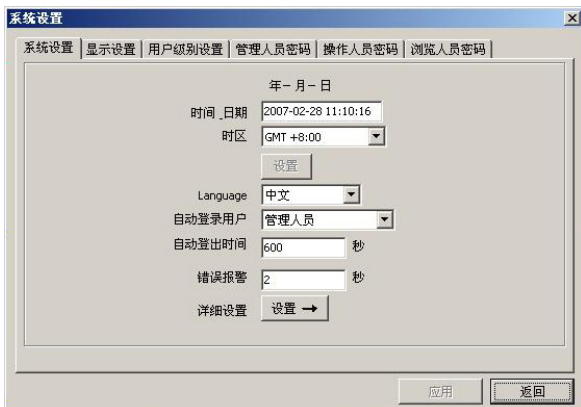 系统设置
系统设置 显示设置 用户级别设置 管理人员密码 操作人员密码 浏览人员密码
年-月-日
时间_日期 2007-02-28 11:10:16
时区 GMT +8:00
设置
Language 中文
自动登录用户 管理人员
自动登出时间 600 秒
错误报警 2 秒
详细设置 设置 →
应用 返回